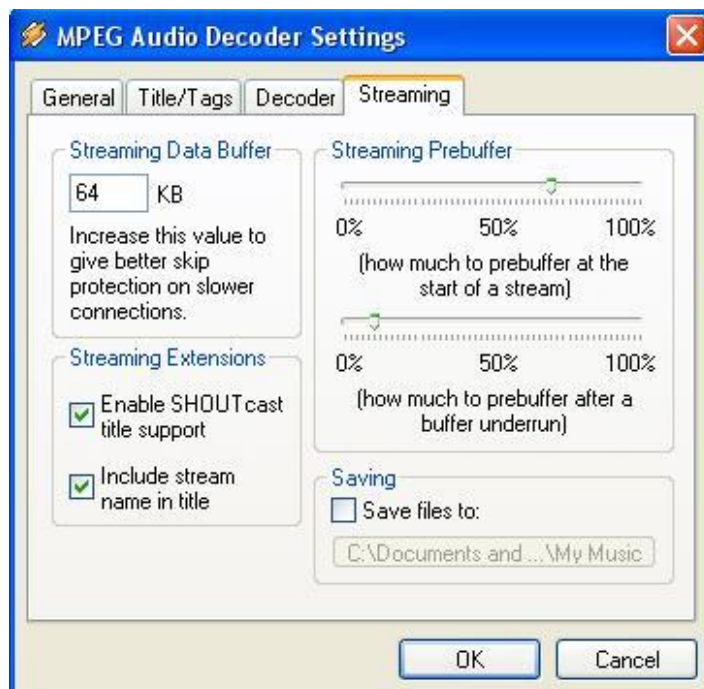 MPEG Audio Decoder Settings
General Title/Tags Decoder Streaming
Streaming Data Buffer
64 KB
Increase this value to
give better skip
protection on slower
connections.
Streaming Extensions
Enable SHOUTcast
title support
Include stream
name in title
Streaming Prebuffer
0% 50% 100%
(how much to prebuffer at the
start of a stream)
0% 50% 100%
(how much to prebuffer after a
buffer underrun)
Saving
Save files to:
C:\Documents and ...\My Music
OK Cancel